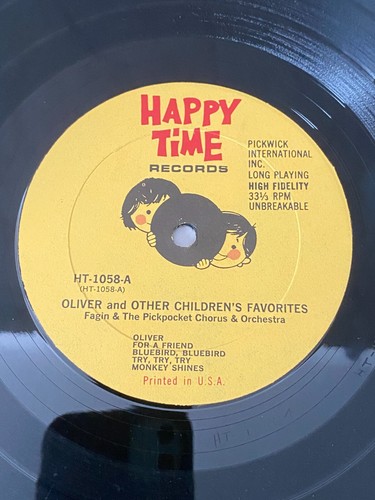 HAPPY
TiME
RECORDS
PICKWICK
INTERNATIONAL
INC.
LONG PLAYING
HIGH FIDELITY
33⅓ RPM
UNBREAKABLE
HT-1058-A
(HT-1058-A)
OLIVER and OTHER CHILDREN'S FAVORITES
Fagin & The Pickpocket Chorus & Orchestra
OLIVER
FOR A FRIEND
BLUEBIRD, BLUEBIRD
TRY, TRY, TRY
MONKEY SHINES
Printed in U.S.A.